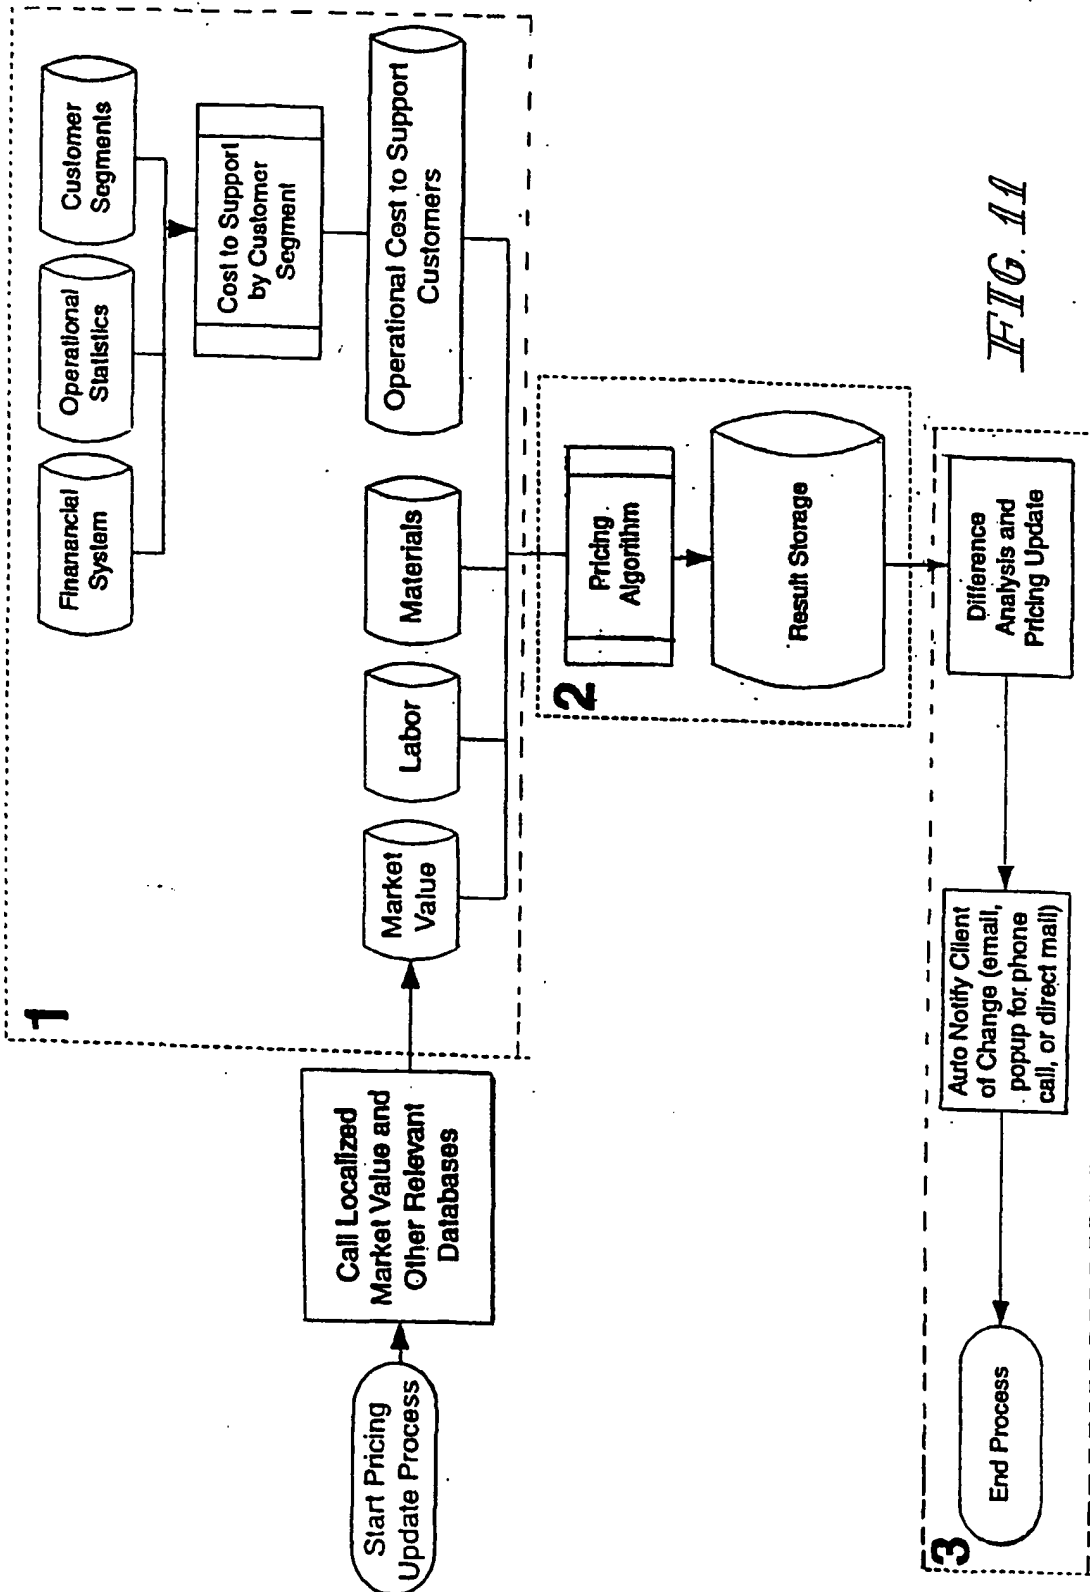 1
Finanancial
System
Operational
Statistics
Customer
Segments
Cost to Support
by Customer
Segment
Start Pricing
Update Process
Call Localized
Market Value and
Other Relevant
Databases
Market
Value
Labor
Materials
Operational Cost to Support
Customers
2
Pricing
Algorithm
Result Storage
3
End Process
Auto Notify Client
of Change (email,
popup for phone
call, or direct mail)
Difference
Analysis and
Pricing Update
FIG. 11